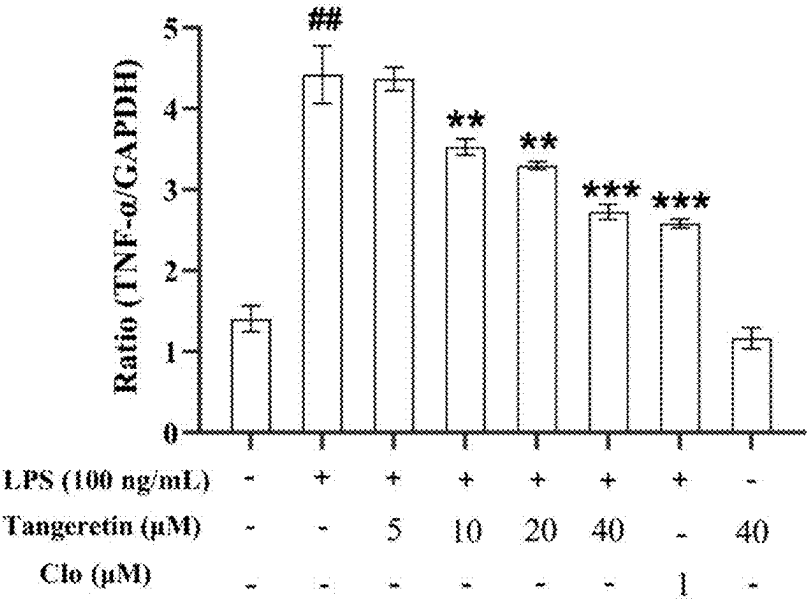 Ratio (TNF-α/GAPDH)
5
4
3
2
1
0
##
**
**
***
***
LPS (100 ng/mL) - + + + + + + -
Tangeretin (μM) - - 5 10 20 40 - 40
Clo (μM) - - - - - - 1 -